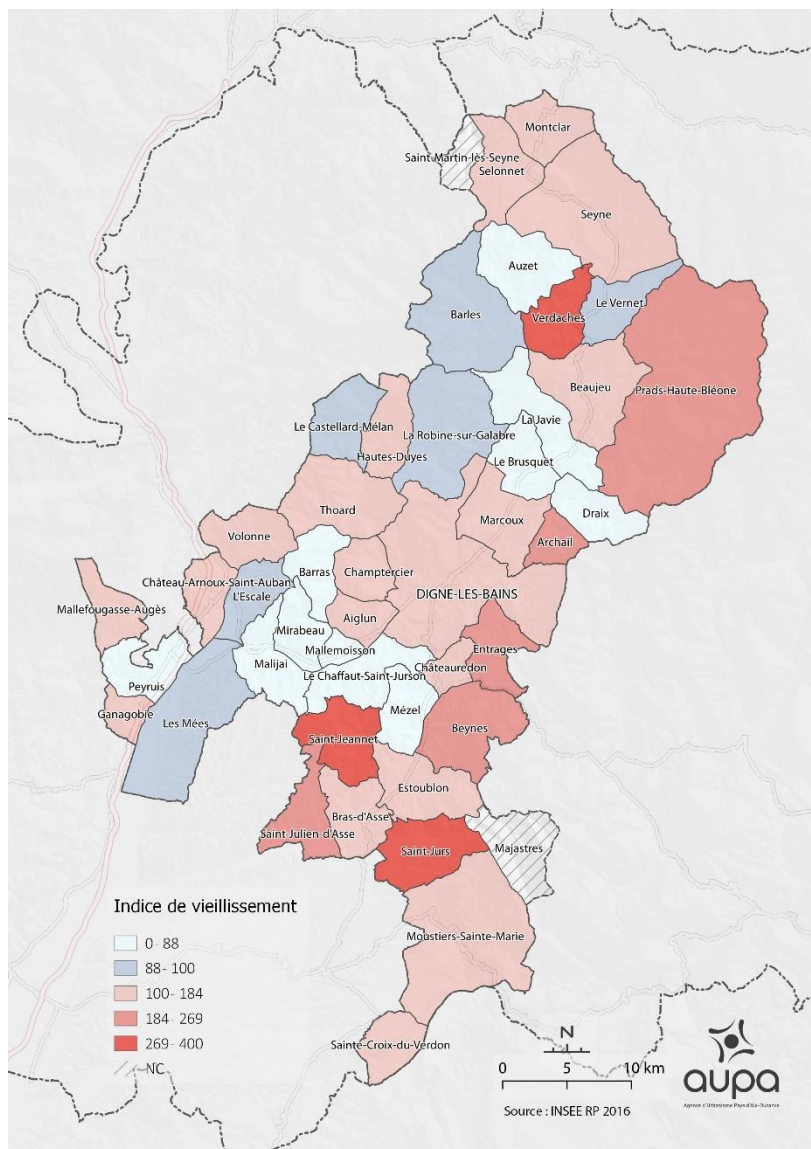 Montclar
Saint Martin-lès-Seyne
Selonnet
Seyne
Auzet
Le Vernet
Barles
Verdaches
Beaujeu
Prads-Haute-Bléone
Le Castellard-Mélan
La Javie
La Robine-sur-Galabre
Hautes-Duyes
Le Brusquet
Thoard
Draix
Marcoux
Volonne
Archail
Barras
Champtercier
Château-Arnoux-Saint-Auban
L'Escale
DIGNE-LES-BAINS
Mallefougasse-Augès
Aiglun
Mirabeau
Mallemoisson
Entrages
Malijai
Châteauredon
Le Chaffaut-Saint-Jurson
Peyruis
Mézel
Ganagobie
Les Mées
Beynes
Saint-Jeannet
Estoublon
Bras-d'Asse
Saint Julien d'Asse
Saint-Jurs
Majastres
Moustiers-Sainte-Marie
Sainte-Croix-du-Verdon
Indice de vieillissement
0 - 88
88 - 100
100 - 184
184 - 269
269 - 400
NC
N
0 5 10 km
Source : INSEE RP 2016
aupa
Agence d'Urbanisme Pays d'Aix-Durance